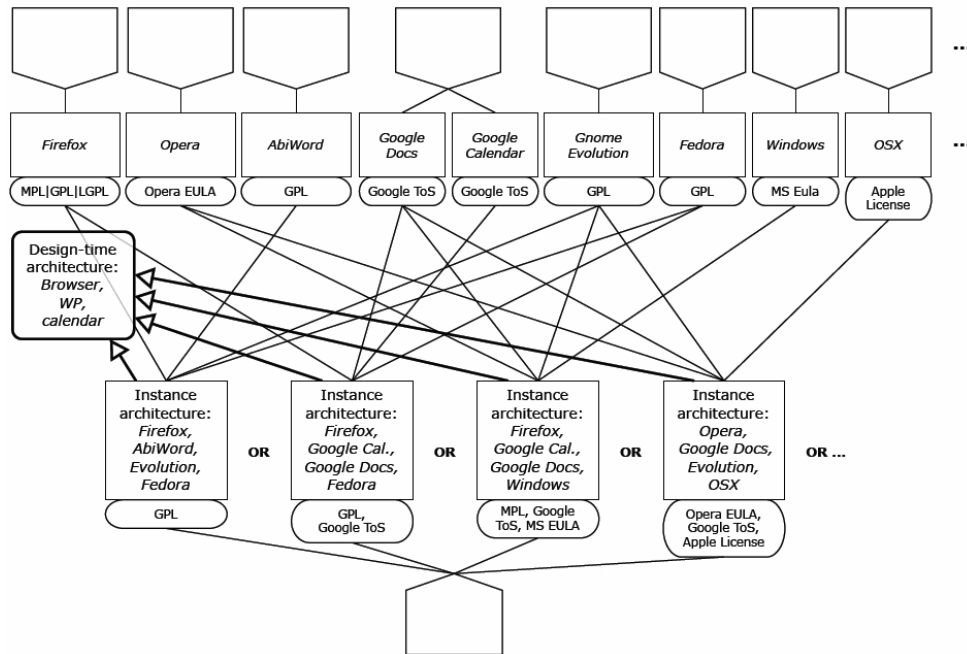 ...
Firefox
Opera
AbiWord
Google
Docs
Google
Calendar
Gnome
Evolution
Fedora
Windows
OSX
...
MPL|GPL|LGPL
Opera EULA
GPL
Google ToS
Google ToS
GPL
GPL
MS Eula
Apple
License
Design-time
architecture:
Browser,
WP,
calendar
Instance
architecture:
Firefox,
AbiWord,
Evolution,
Fedora
OR
Instance
architecture:
Firefox,
Google Cal.,
Google Docs,
Fedora
OR
Instance
architecture:
Firefox,
Google Cal.,
Google Docs,
Windows
OR
Instance
architecture:
Opera,
Google Docs,
Evolution,
OSX
OR ...
GPL
GPL,
Google ToS
MPL, Google
ToS, MS EULA
Opera EULA,
Google ToS,
Apple License